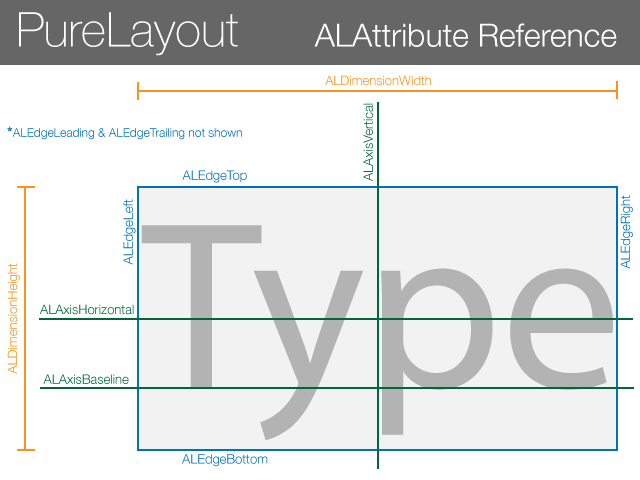 PureLayout
ALAttribute Reference
ALDimensionWidth
*ALEdgeLeading & ALEdgeTrailing not shown
ALAxisVertical
ALEdgeTop
ALEdgeLeft
ALEdgeRight
Type
ALDimensionHeight
ALAxisHorizontal
ALAxisBaseline
ALEdgeBottom